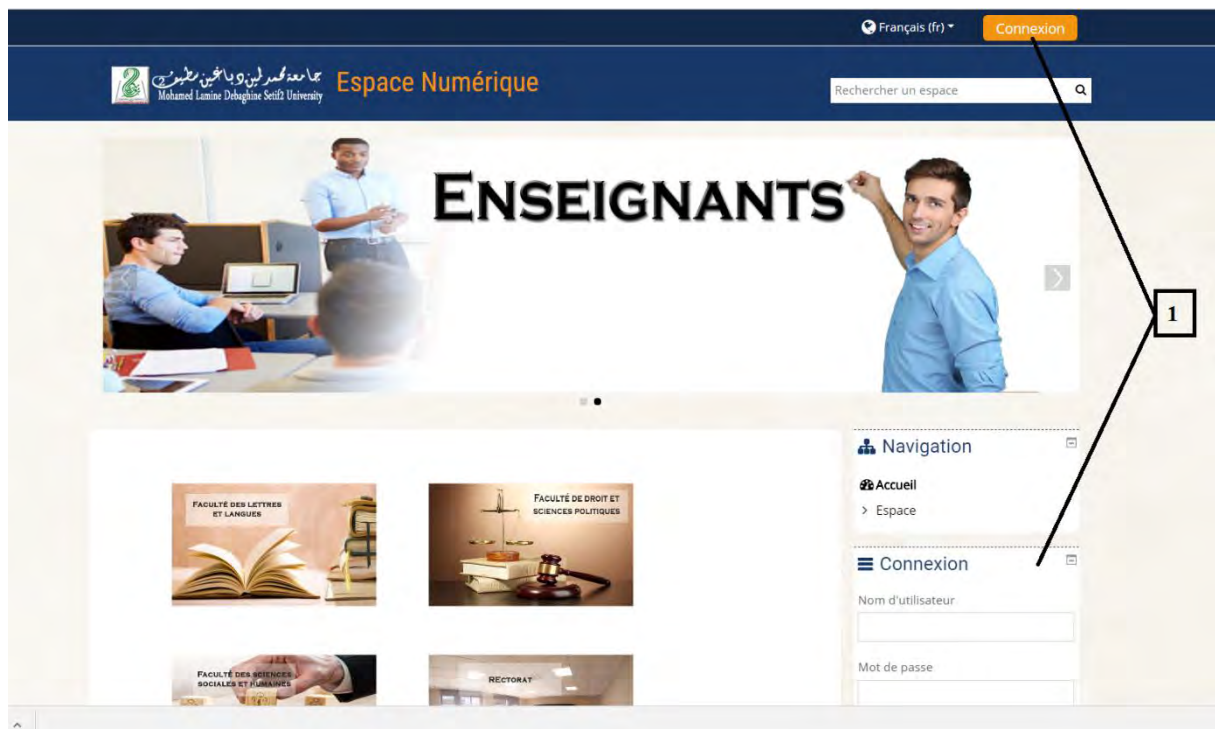 Français (fr)
Connexion
جامعة محمد لمين دباغين سطيف 2
Mohamed Lamine Debaghine Setif2 University
Espace Numérique
Rechercher un espace
ENSEIGNANTS
1
Navigation
Accueil
> Espace
Connexion
Nom d'utilisateur
Mot de passe
FACULTÉ DES LETTRES
ET LANGUES
FACULTÉ DE DROIT ET
SCIENCES POLITIQUES
FACULTÉ DES SCIENCES
SOCIALES ET HUMAINES
RECTORAT